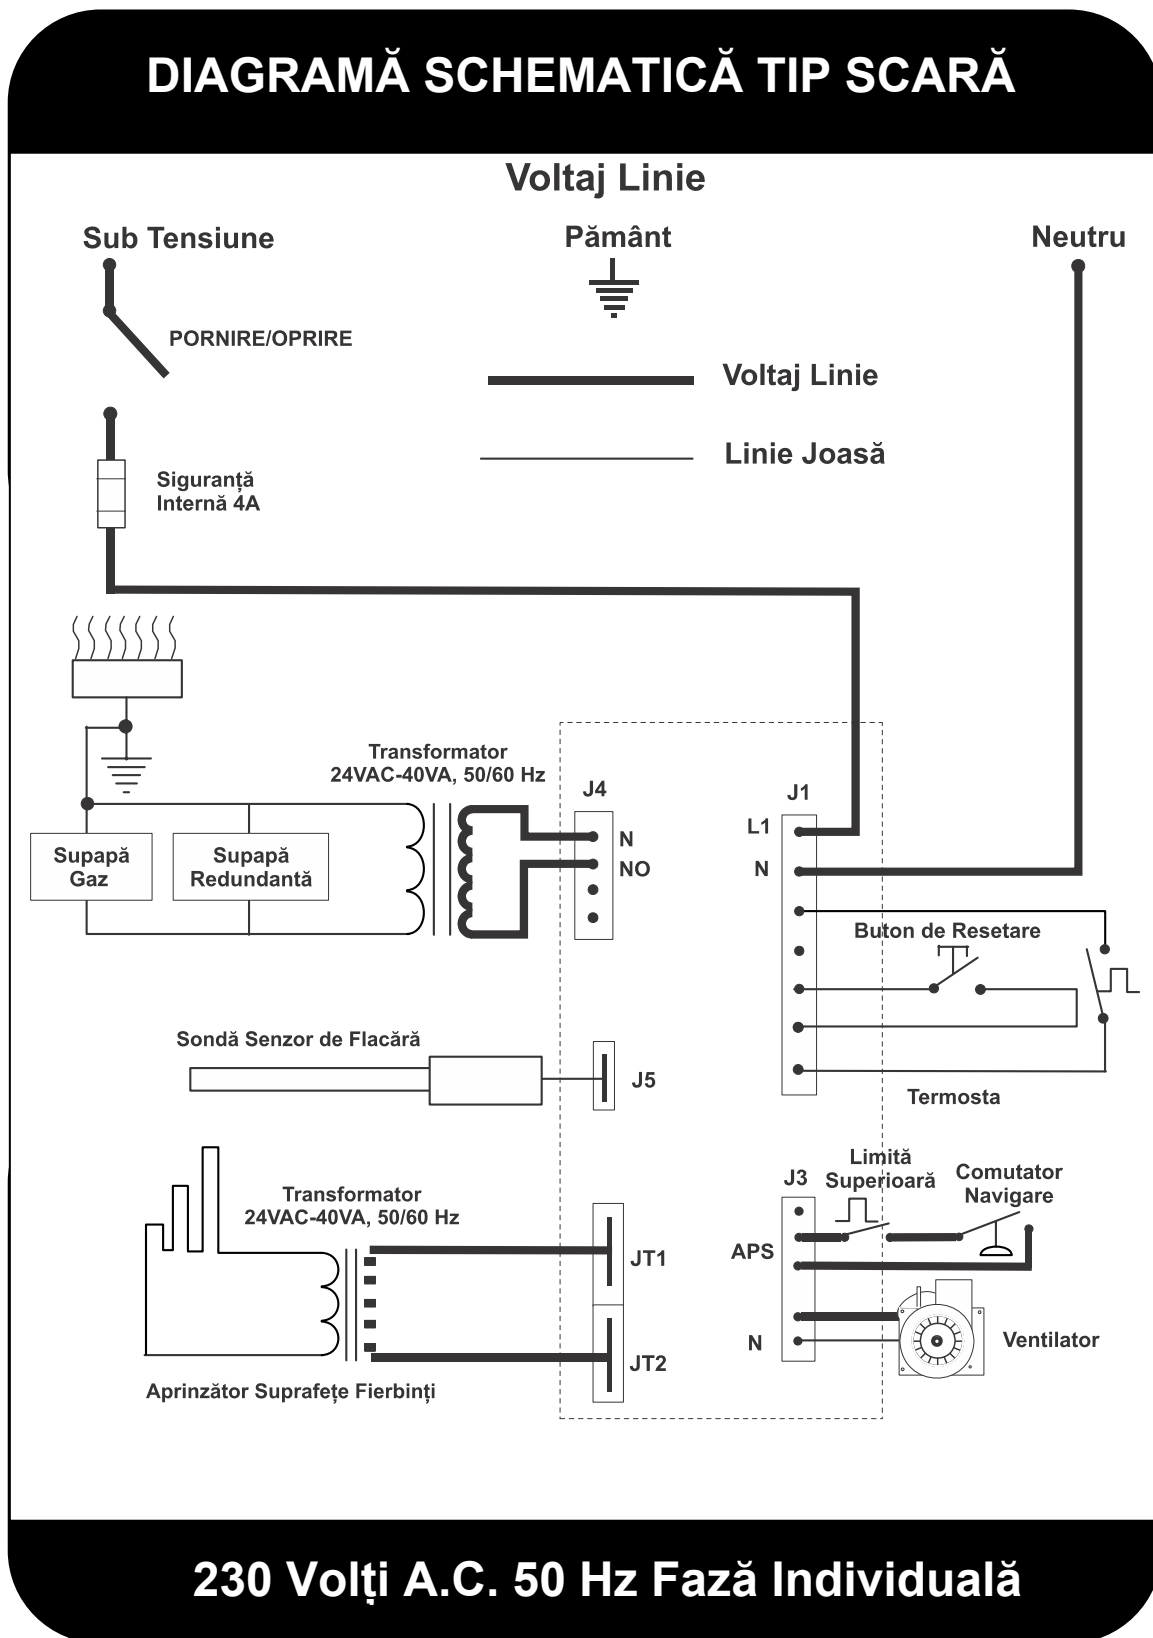 DIAGRAMĂ SCHEMATICĂ TIP SCARĂ
Voltaj Linie
Sub Tensiune
Pământ
Neutru
PORNIRE/OPRIRE
Voltaj Linie
Linie Joasă
Siguranță
Internă 4A
Transformator
24VAC-40VA, 50/60 Hz
J4
J1
L1
N
NO
N
Supapă
Gaz
Supapă
Redundantă
Buton de Resetare
Sondă Senzor de Flacără
J5
Termosta
Limită
Superioară
Comutator
Navigare
J3
Transformator
24VAC-40VA, 50/60 Hz
APS
JT1
N
Ventilator
JT2
Aprinzător Suprafețe Fierbinți
230 Volți A.C. 50 Hz Fază Individuală